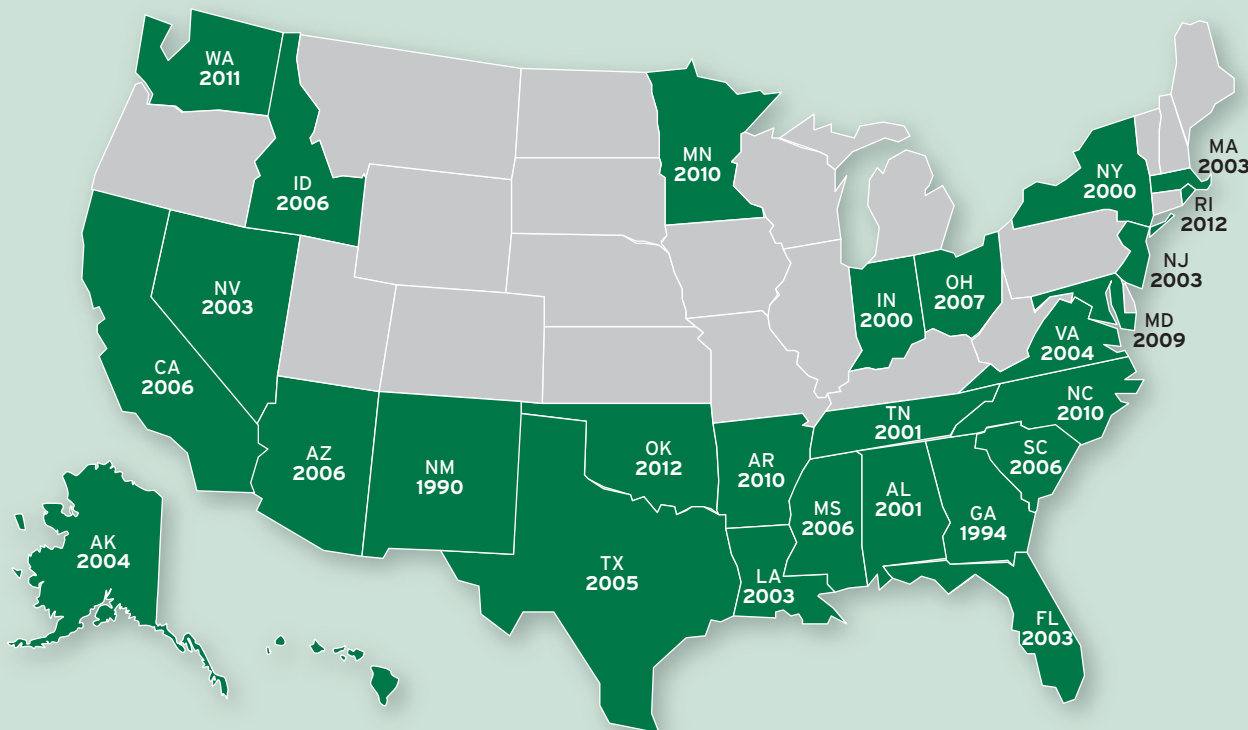 WA
2011
ID
2006
MN
2010
NY
2000
MA
2003
RI
2012
NJ
2003
MD
2009
NV
2003
CA
2006
IN
2000
OH
2007
VA
2004
NC
2010
TN
2001
SC
2006
AZ
2006
NM
1990
OK
2012
AR
2010
MS
2006
AL
2001
GA
1994
AK
2004
TX
2005
LA
2003
FL
2003